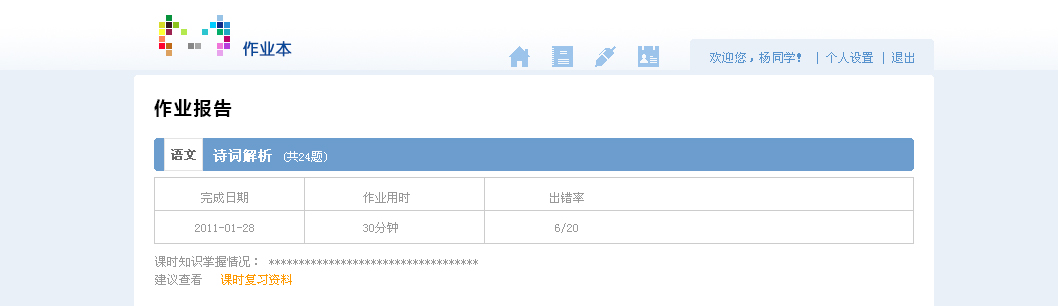 作业本
欢迎您，杨同学！ | 个人设置 | 退出
作业报告
语文 诗词解析 (共24题)
完成日期 作业用时 出错率
2011-01-28 30分钟 6/20
课时知识掌握情况： ***********************************
建议查看 课时复习资料